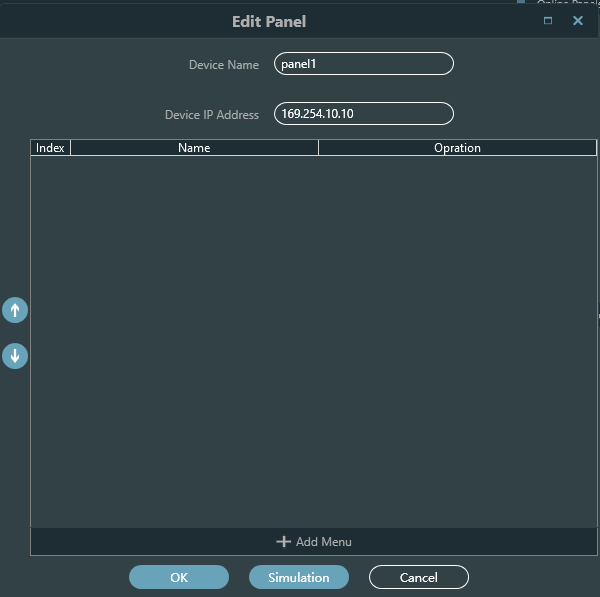 Edit Panel
Device Name panel1
Device IP Address 169.254.10.10
Index Name Opration
Add Menu
OK Simulation Cancel